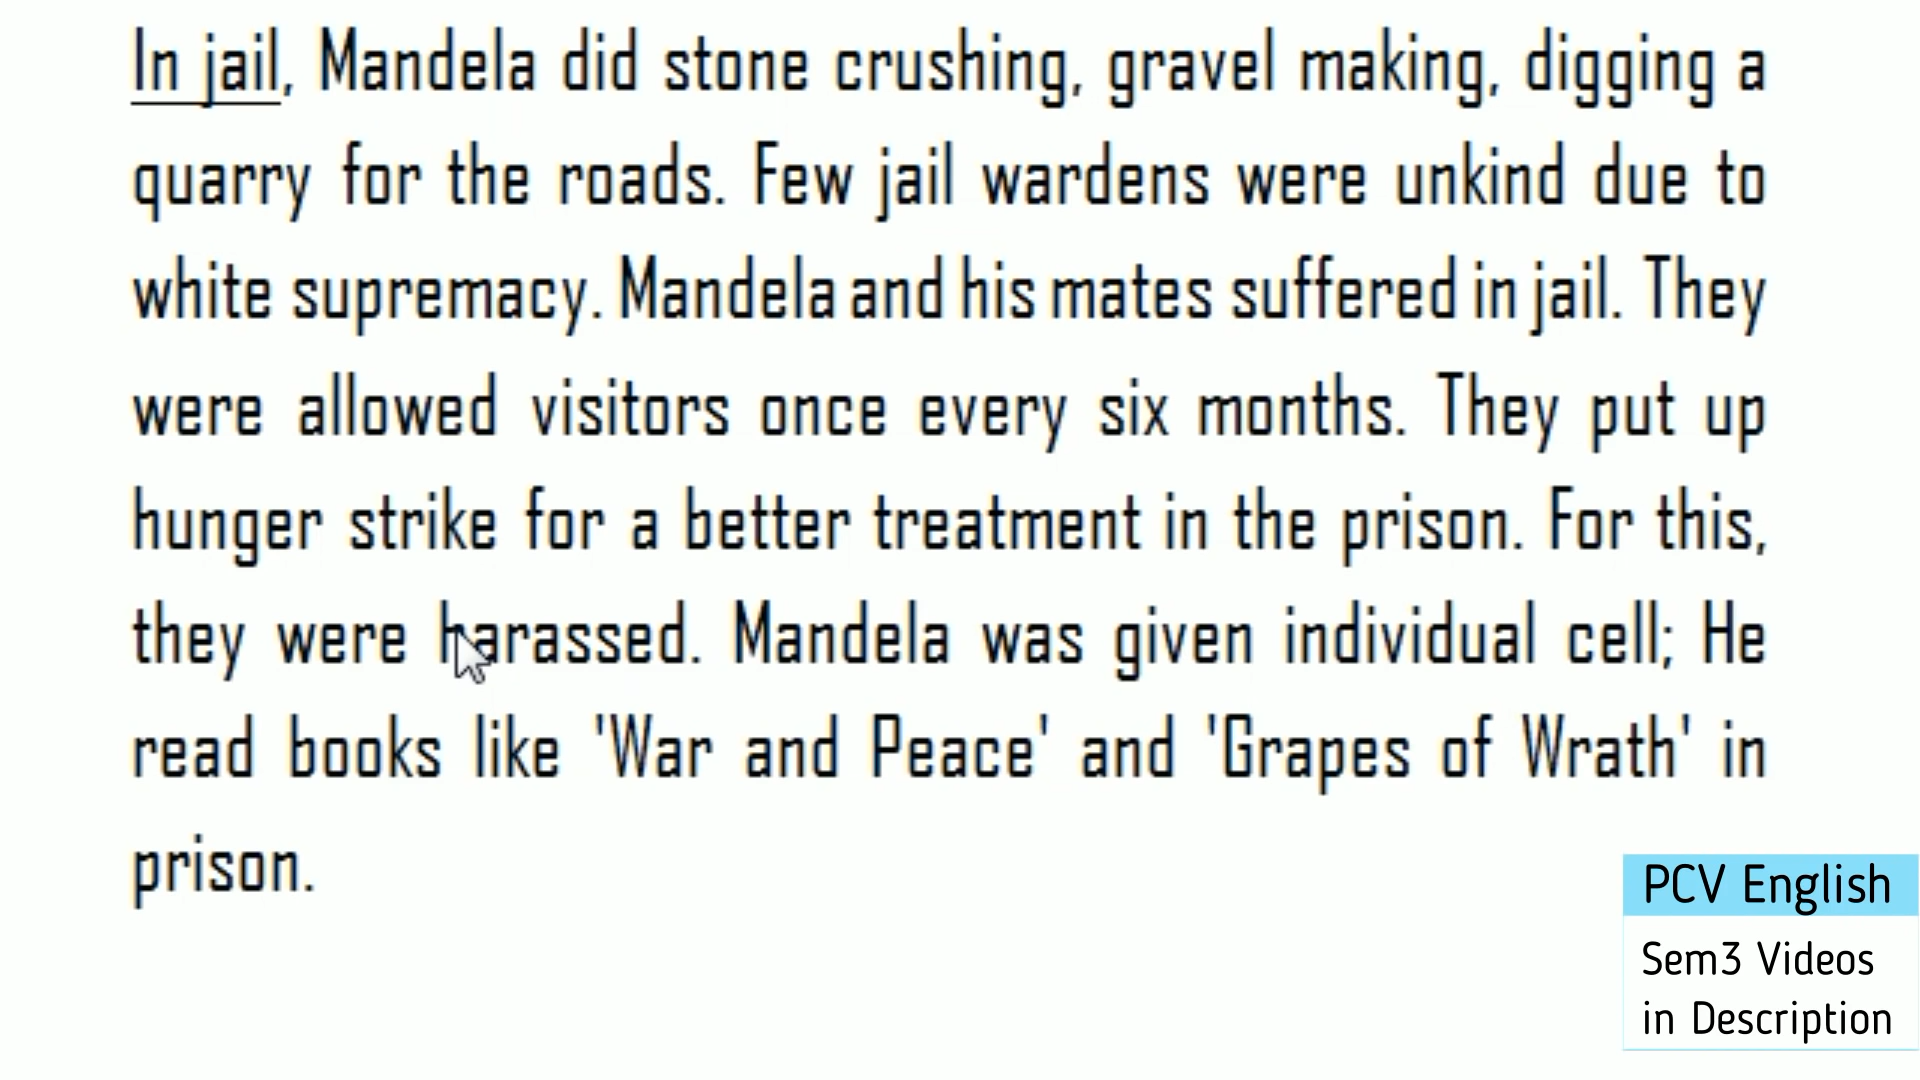 In jail, Mandela did stone crushing, gravel making, digging a
quarry for the roads. Few jail wardens were unkind due to
white supremacy. Mandela and his mates suffered in jail. They
were allowed visitors once every six months. They put up
hunger strike for a better treatment in the prison. For this,
they were harassed. Mandela was given individual cell; He
read books like 'War and Peace' and 'Grapes of Wrath' in
prison.
PCV English
Sem3 Videos
in Description